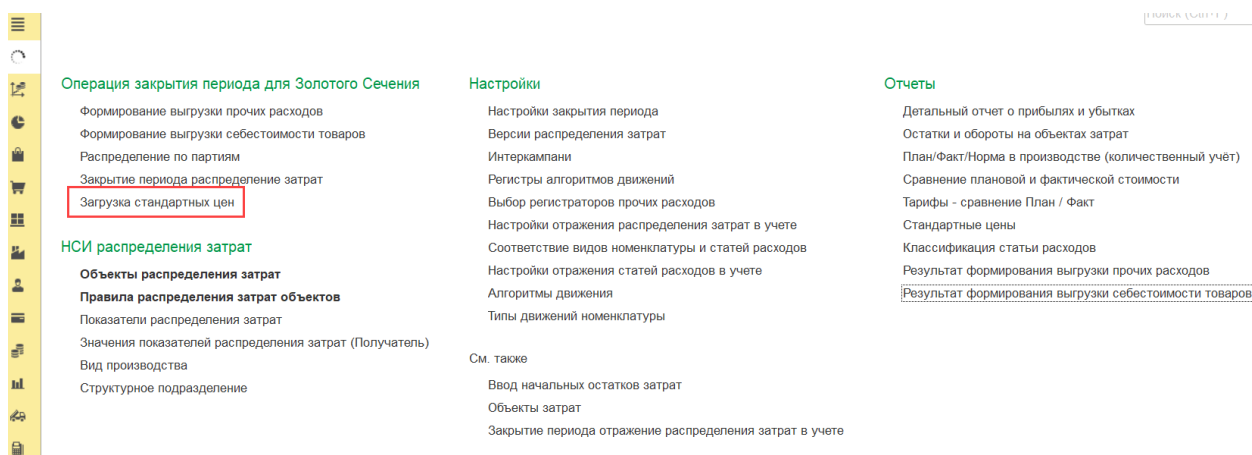 Поиск (Ctrl+F)
Операция закрытия периода для Золотого Сечения
Формирование выгрузки прочих расходов
Формирование выгрузки себестоимости товаров
Распределение по партиям
Закрытие периода распределение затрат
Загрузка стандартных цен
НСИ распределения затрат
Объекты распределения затрат
Правила распределения затрат объектов
Показатели распределения затрат
Значения показателей распределения затрат (Получатель)
Вид производства
Структурное подразделение
Настройки
Настройки закрытия периода
Версии распределения затрат
Интеркампани
Регистры алгоритмов движений
Выбор регистраторов прочих расходов
Настройки отражения распределения затрат в учете
Соответствие видов номенклатуры и статей расходов
Настройки отражения статей расходов в учете
Алгоритмы движения
Типы движений номенклатуры
См. также
Ввод начальных остатков затрат
Объекты затрат
Закрытие периода отражение распределения затрат в учете
Отчеты
Детальный отчет о прибылях и убытках
Остатки и обороты на объектах затрат
План/Факт/Норма в производстве (количественный учёт)
Сравнение плановой и фактической стоимости
Тарифы - сравнение План / Факт
Стандартные цены
Классификация статьи расходов
Результат формирования выгрузки прочих расходов
Результат формирования выгрузки себестоимости товаров